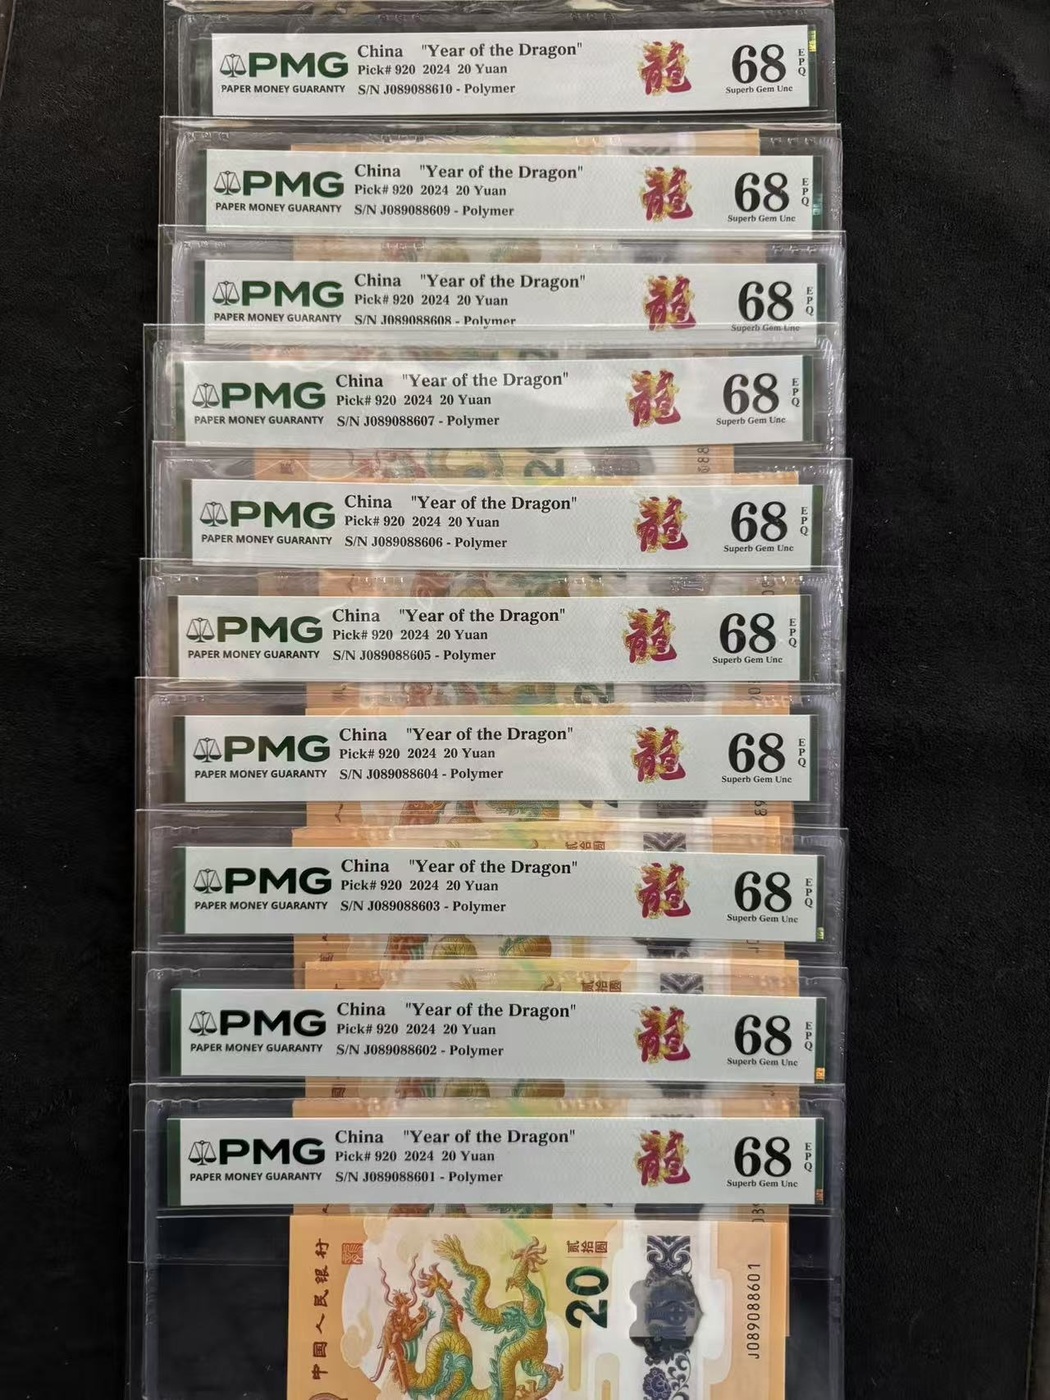 PMG
PAPER MONEY GUARANTY
China "Year of the Dragon"
Pick# 920 2024 20 Yuan
S/N J089088610 - Polymer
龍
68
EPQ
Superb Gem Unc
PMG
PAPER MONEY GUARANTY
China "Year of the Dragon"
Pick# 920 2024 20 Yuan
S/N J089088609 - Polymer
龍
68
EPQ
Superb Gem Unc
PMG
PAPER MONEY GUARANTY
China "Year of the Dragon"
Pick# 920 2024 20 Yuan
S/N J089088608 - Polymer
龍
68
EPQ
Superb Gem Unc
PMG
PAPER MONEY GUARANTY
China "Year of the Dragon"
Pick# 920 2024 20 Yuan
S/N J089088607 - Polymer
龍
68
EPQ
Superb Gem Unc
PMG
PAPER MONEY GUARANTY
China "Year of the Dragon"
Pick# 920 2024 20 Yuan
S/N J089088606 - Polymer
龍
68
EPQ
Superb Gem Unc
PMG
PAPER MONEY GUARANTY
China "Year of the Dragon"
Pick# 920 2024 20 Yuan
S/N J089088605 - Polymer
龍
68
EPQ
Superb Gem Unc
PMG
PAPER MONEY GUARANTY
China "Year of the Dragon"
Pick# 920 2024 20 Yuan
S/N J089088604 - Polymer
龍
68
EPQ
Superb Gem Unc
PMG
PAPER MONEY GUARANTY
China "Year of the Dragon"
Pick# 920 2024 20 Yuan
S/N J089088603 - Polymer
龍
68
EPQ
Superb Gem Unc
貳拾圓
PMG
PAPER MONEY GUARANTY
China "Year of the Dragon"
Pick# 920 2024 20 Yuan
S/N J089088602 - Polymer
龍
68
EPQ
Superb Gem Unc
PMG
PAPER MONEY GUARANTY
China "Year of the Dragon"
Pick# 920 2024 20 Yuan
S/N J089088601 - Polymer
龍
68
EPQ
Superb Gem Unc
中国人民银行
貳拾圓
20
J089088601